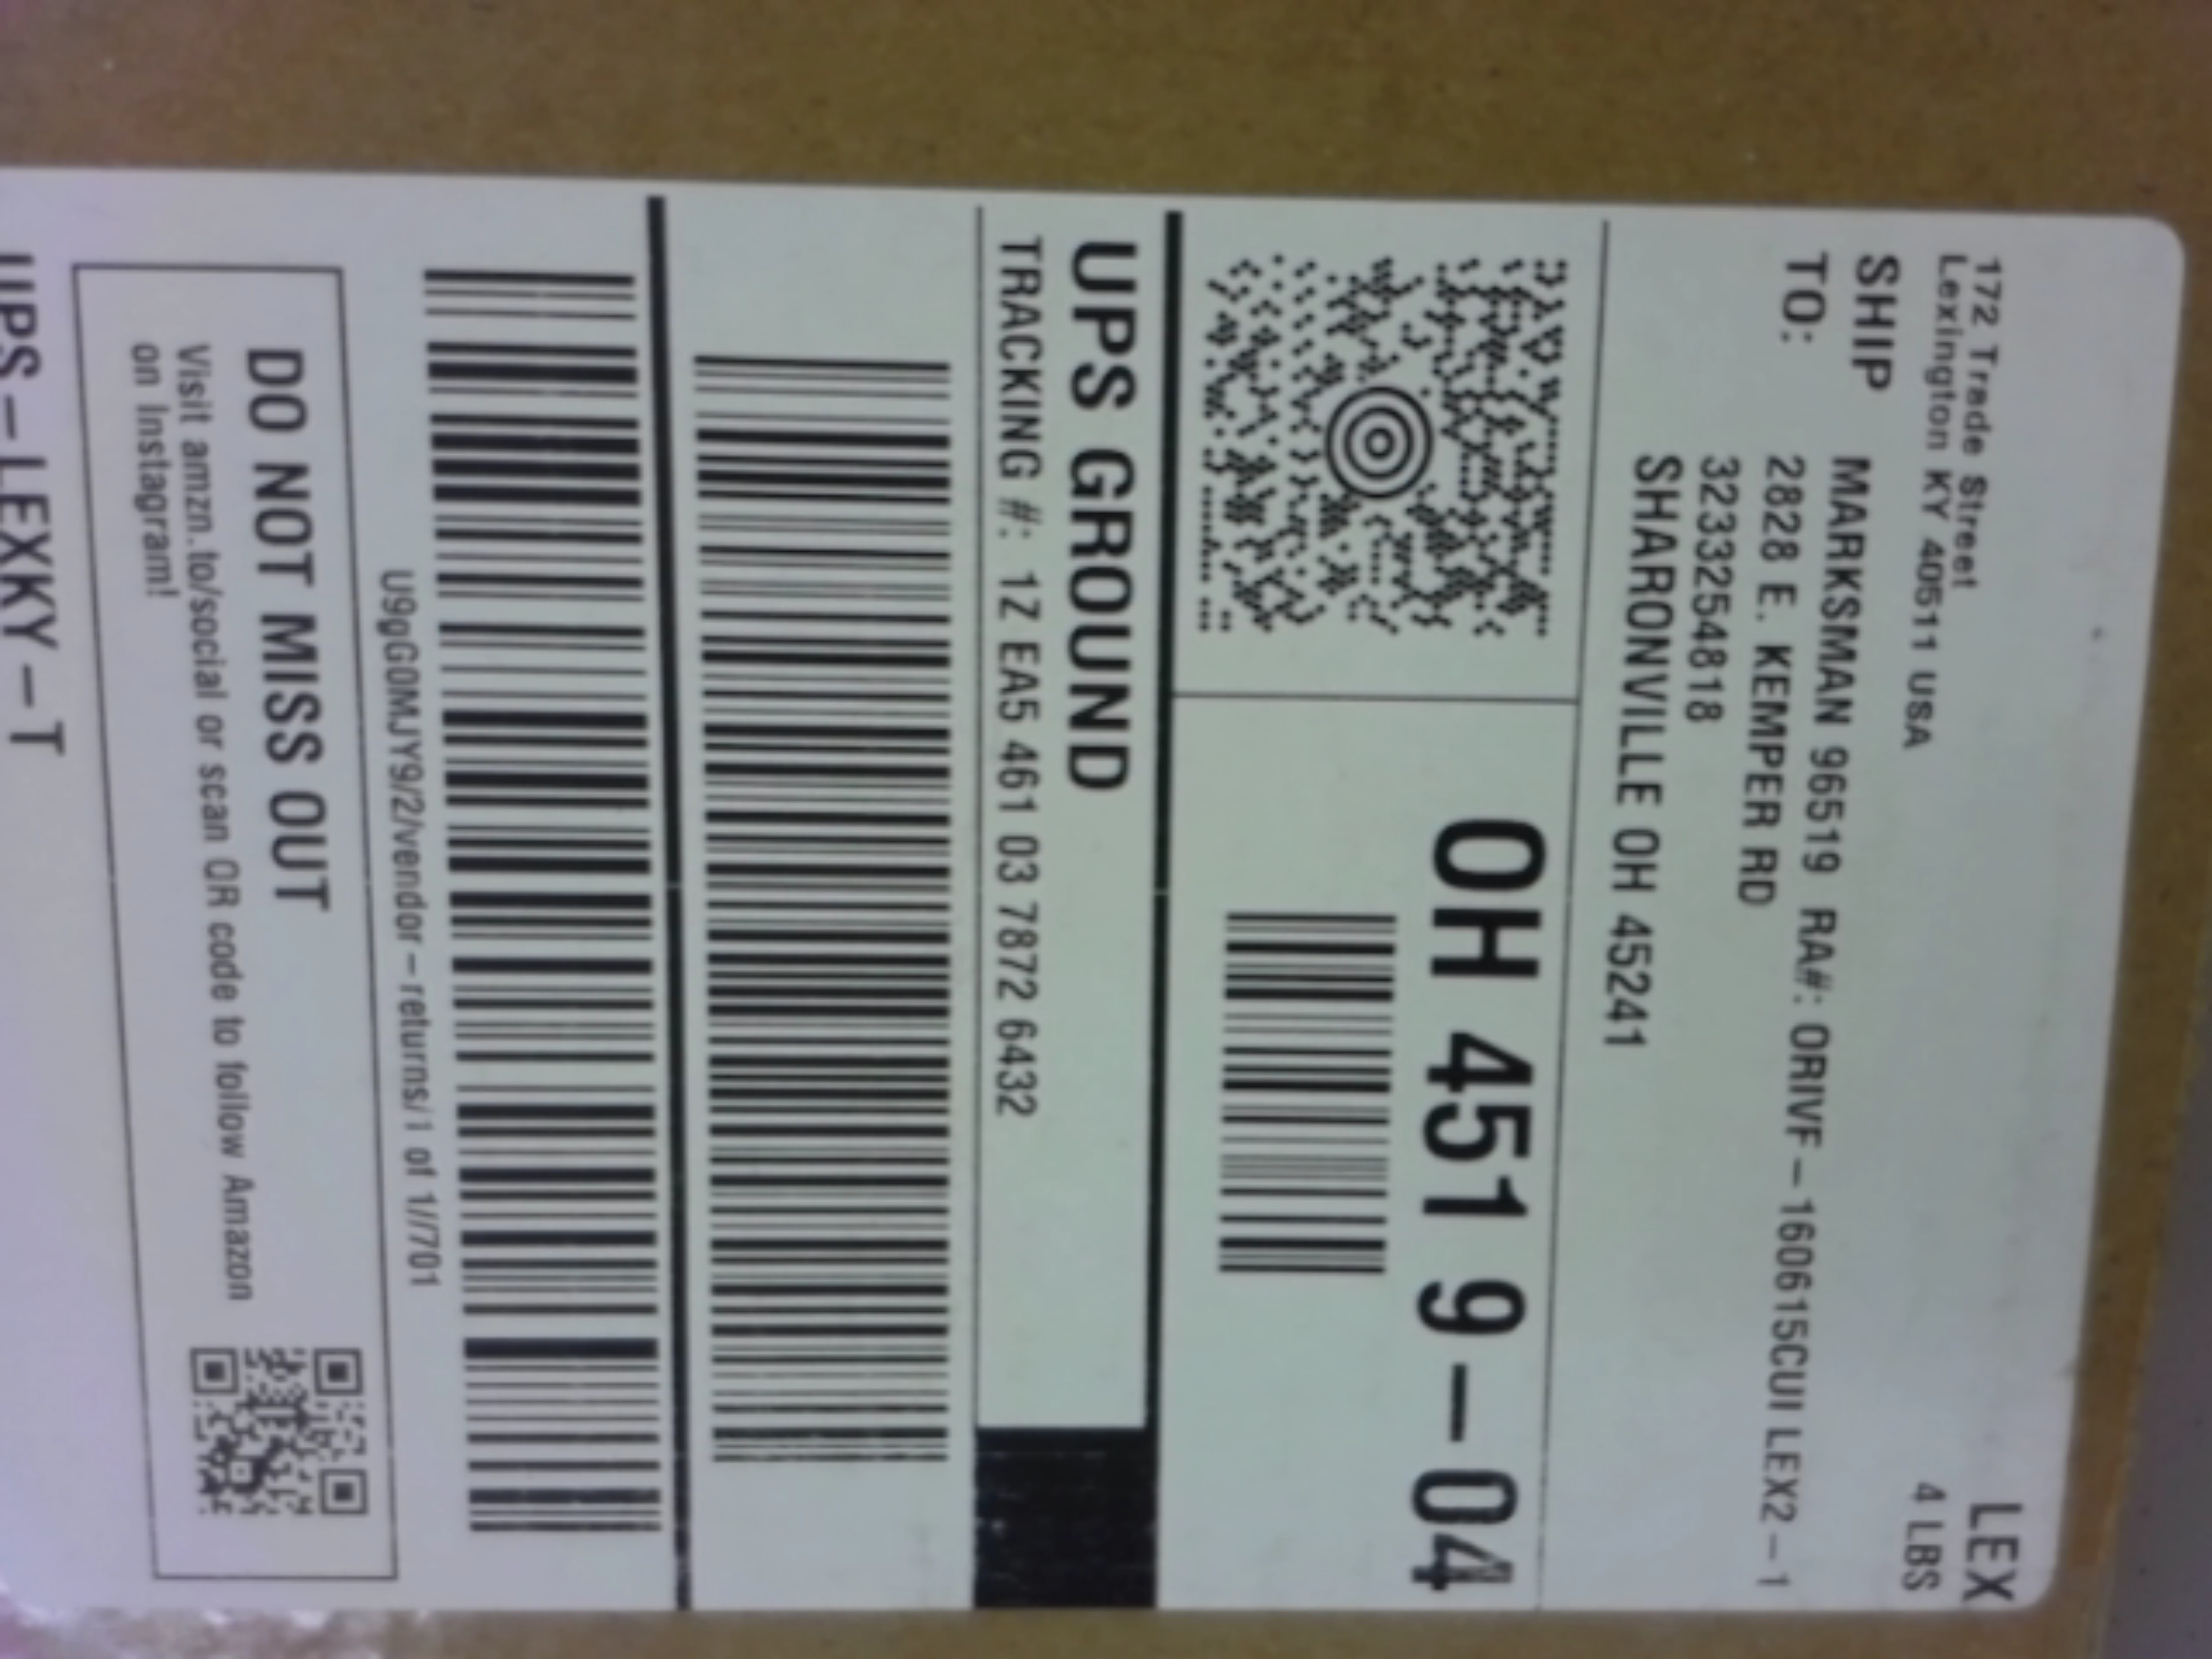 LEX
172 Trade Street
4 LBS
Lexington KY 40511 USA
SHIP
TO:
MARKSMAN 96519 RA#: ORIVF-160615CUI LEX2-1
2828 E. KEMPER RD
3233254818
SHARONVILLE OH 45241
OH 451 9-04
UPS GROUND
TRACKING #: 1Z EA5 461 03 7872 6432
U9gG0MJY9/2/vendor-returns/1 of 1//701
DO NOT MISS OUT
Visit amzn.to/social or scan QR code to follow Amazon
on Instagram!
UPS-LEXKY-T